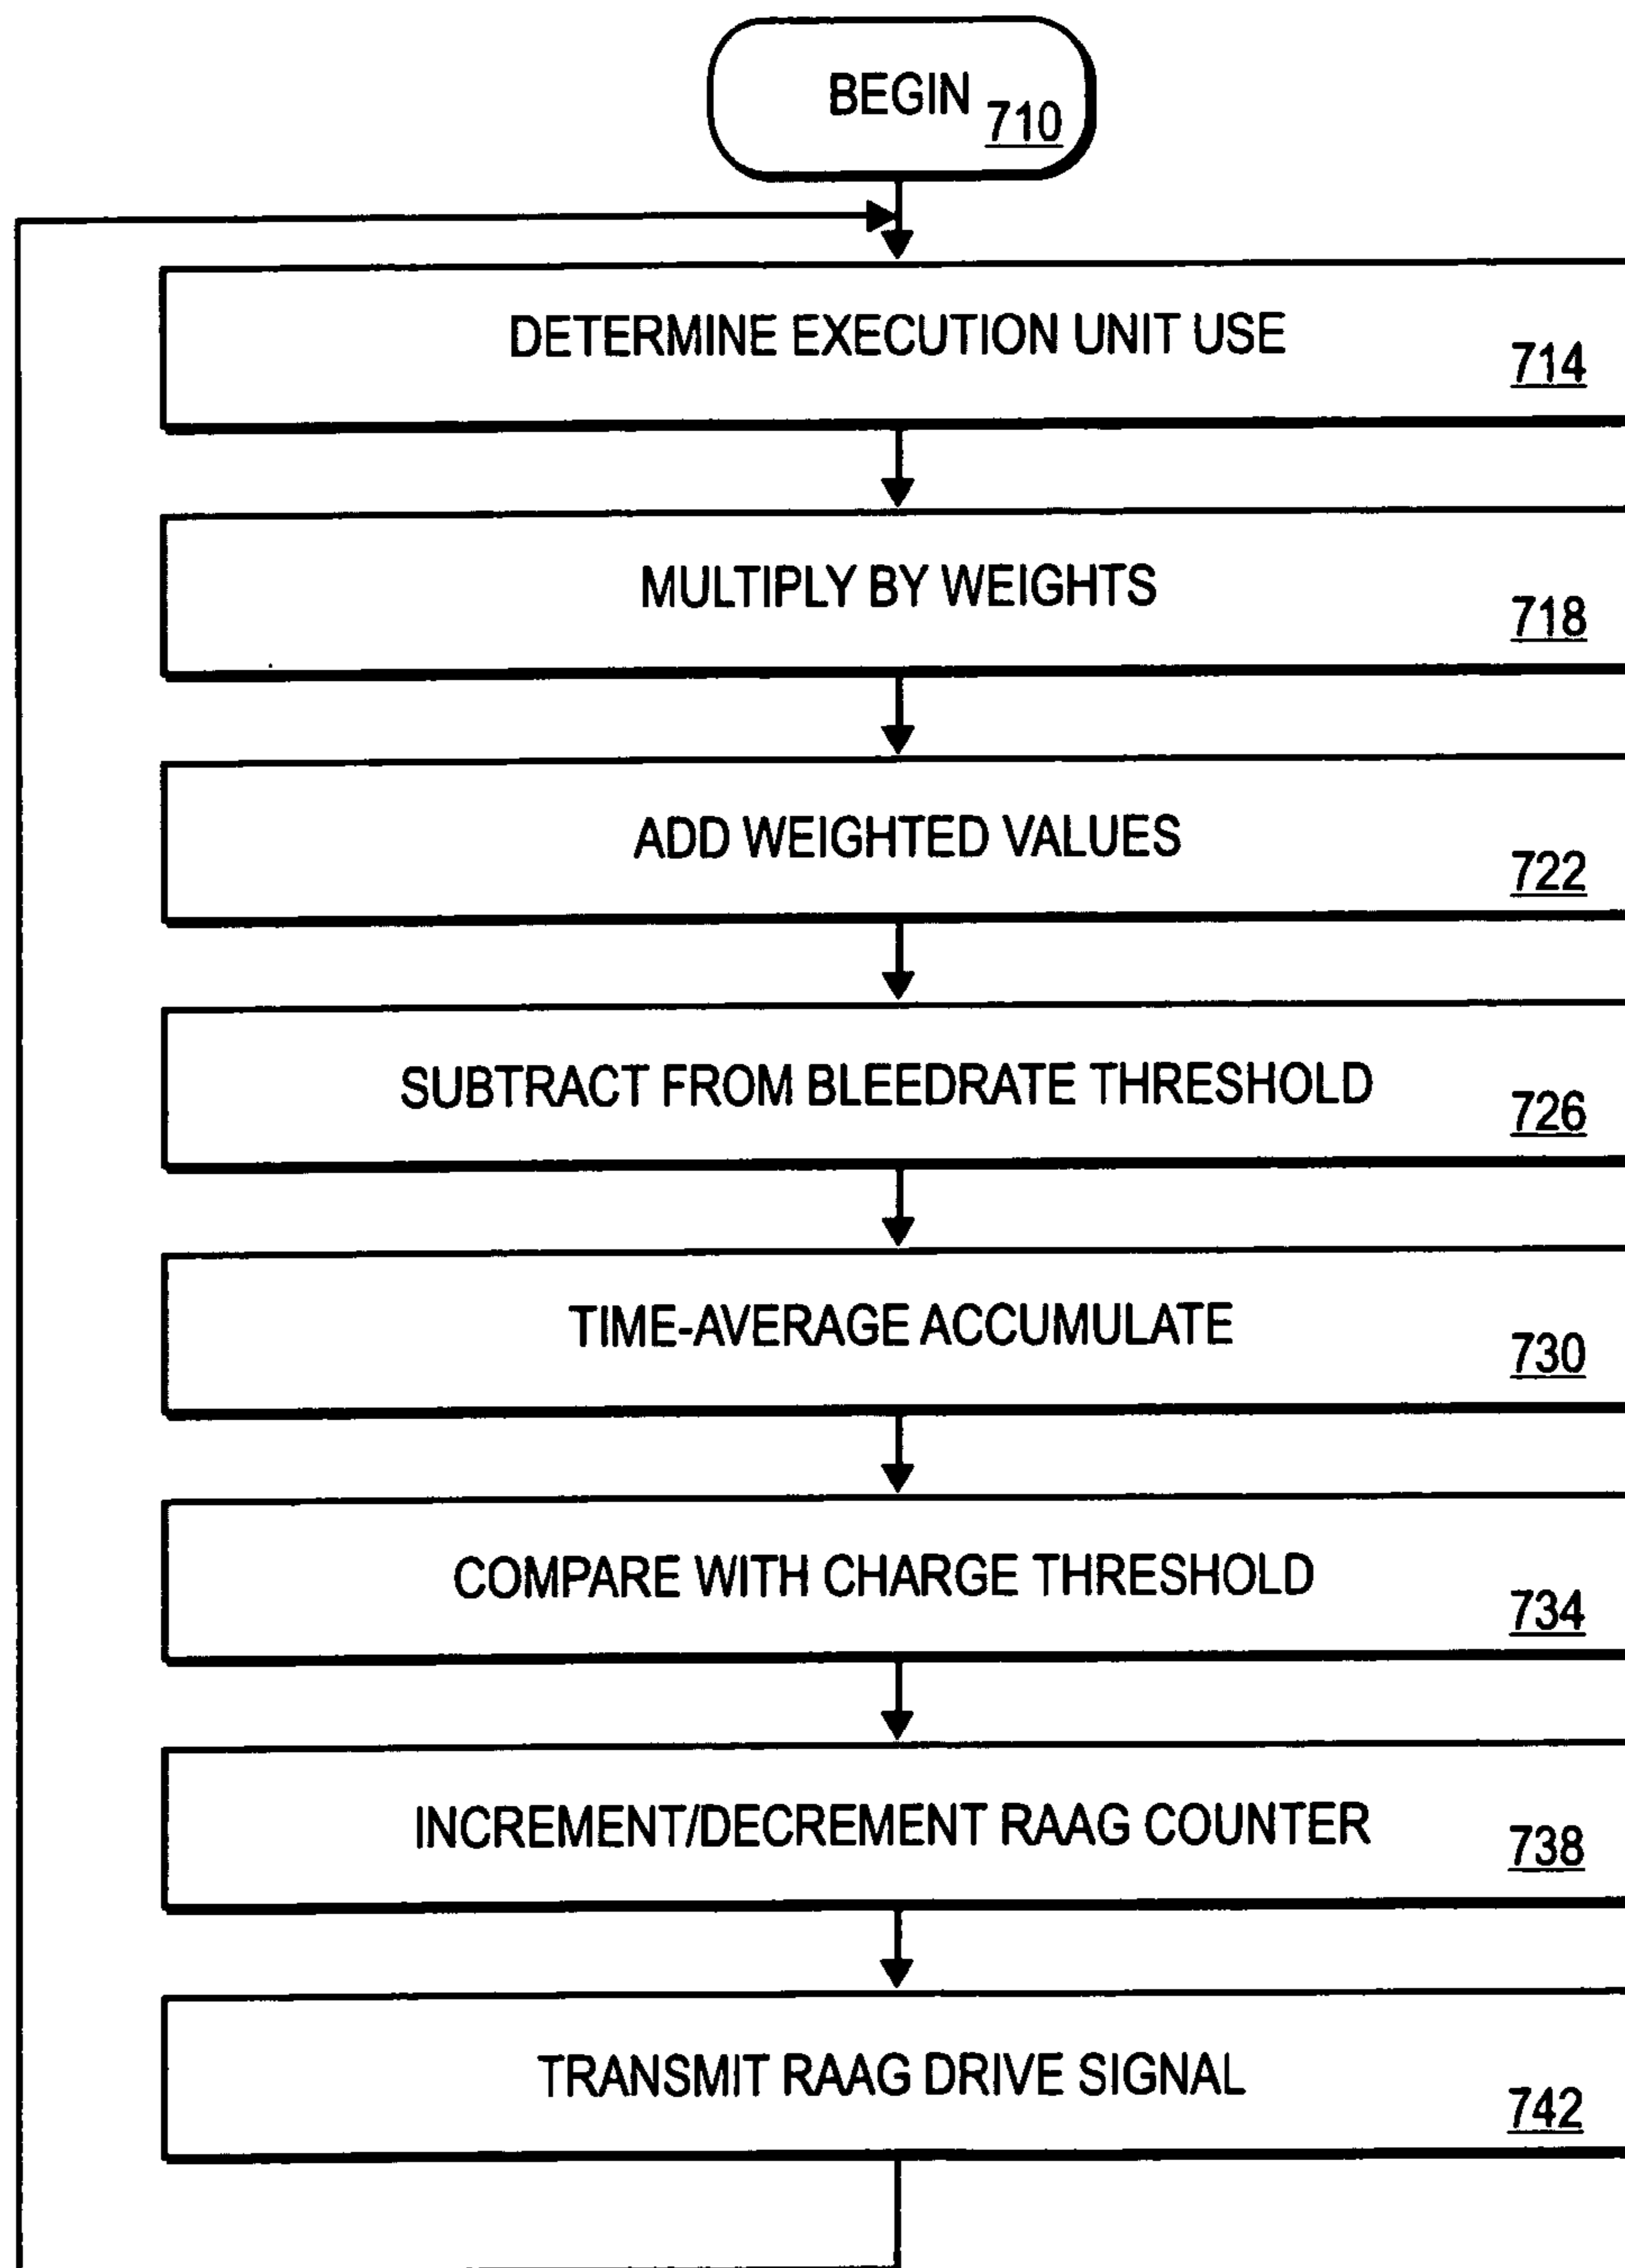 BEGIN 710
DETERMINE EXECUTION UNIT USE 714
MULTIPLY BY WEIGHTS 718
ADD WEIGHTED VALUES 722
SUBTRACT FROM BLEEDRATE THRESHOLD 726
TIME-AVERAGE ACCUMULATE 730
COMPARE WITH CHARGE THRESHOLD 734
INCREMENT/DECREMENT RAAG COUNTER 738
TRANSMIT RAAG DRIVE SIGNAL 742